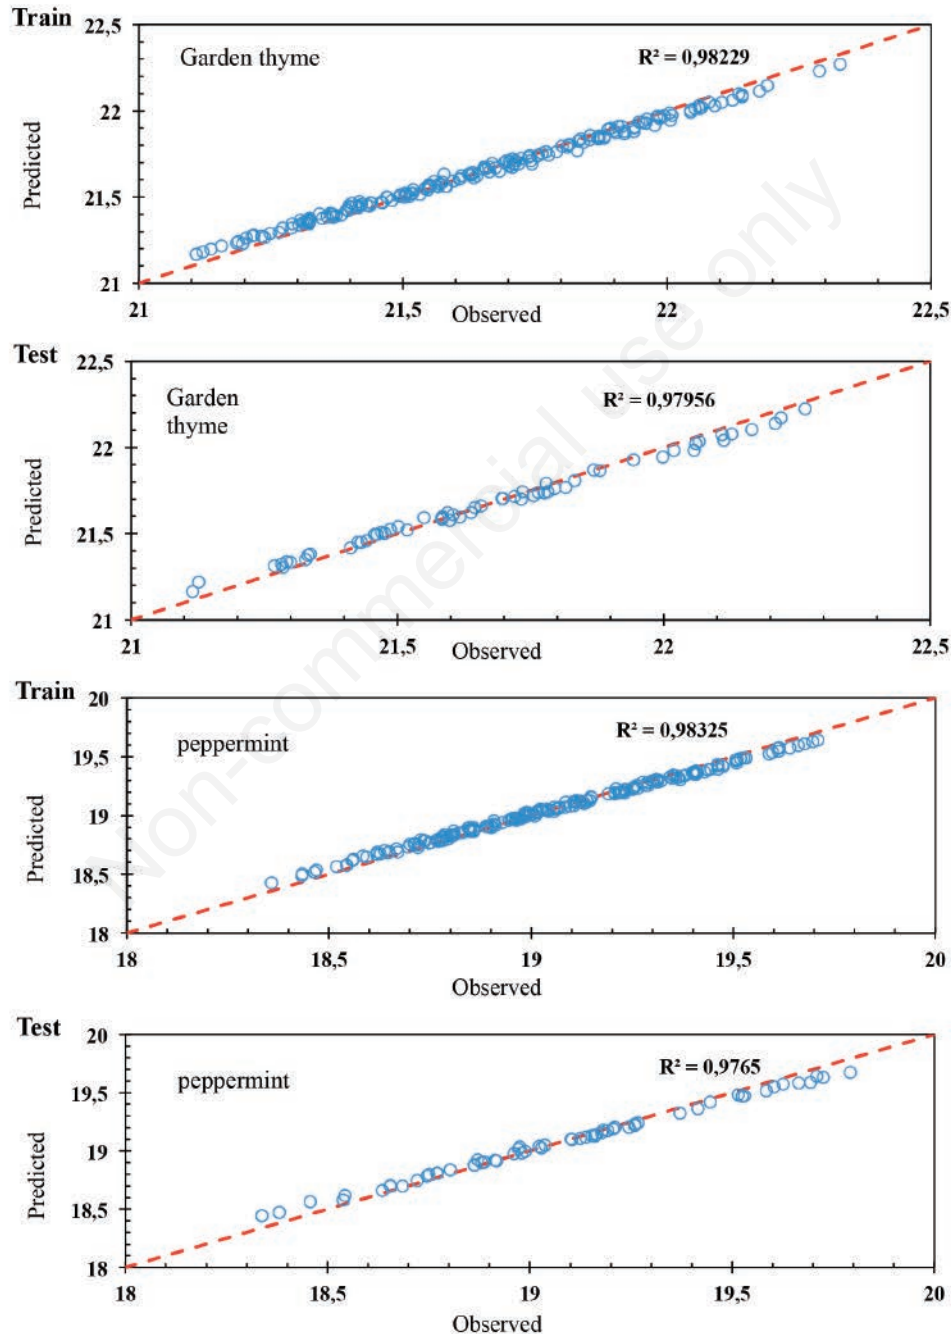 Train
22,5
Garden thyme
R² = 0,98229
22
Predicted
21,5
21
21
21,5
22
22,5
Observed
Test
22,5
Garden
thyme
R² = 0,97956
22
Predicted
21,5
21
21
21,5
22
22,5
Observed
Train
20
peppermint
R² = 0,98325
19,5
Predicted
19
18,5
18
18
18,5
19
19,5
20
Observed
Test
20
peppermint
R² = 0,9765
19,5
Predicted
19
18,5
18
18
18,5
19
19,5
20
Observed
Non-commercial use only